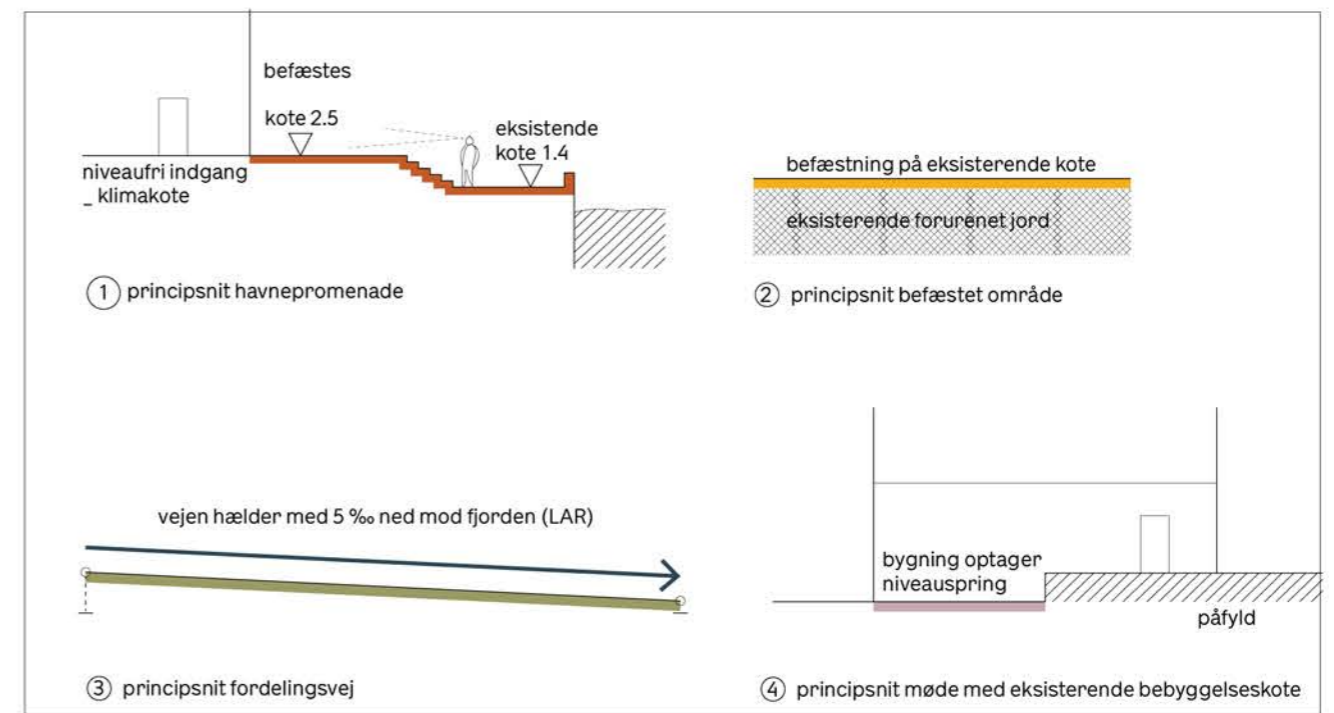 befæstes
kote 2.5
eksistende
kote 1.4
niveaufri indgang
_ klimakote
1 principsnit havnepromenade
befæstning på eksisterende kote
eksisterende forurenet jord
2 principsnit befæstet område
vejen hælder med 5 ‰ ned mod fjorden (LAR)
3 principsnit fordelingsvej
bygning optager
niveauspring
påfyld
4 principsnit møde med eksisterende bebyggelseskote